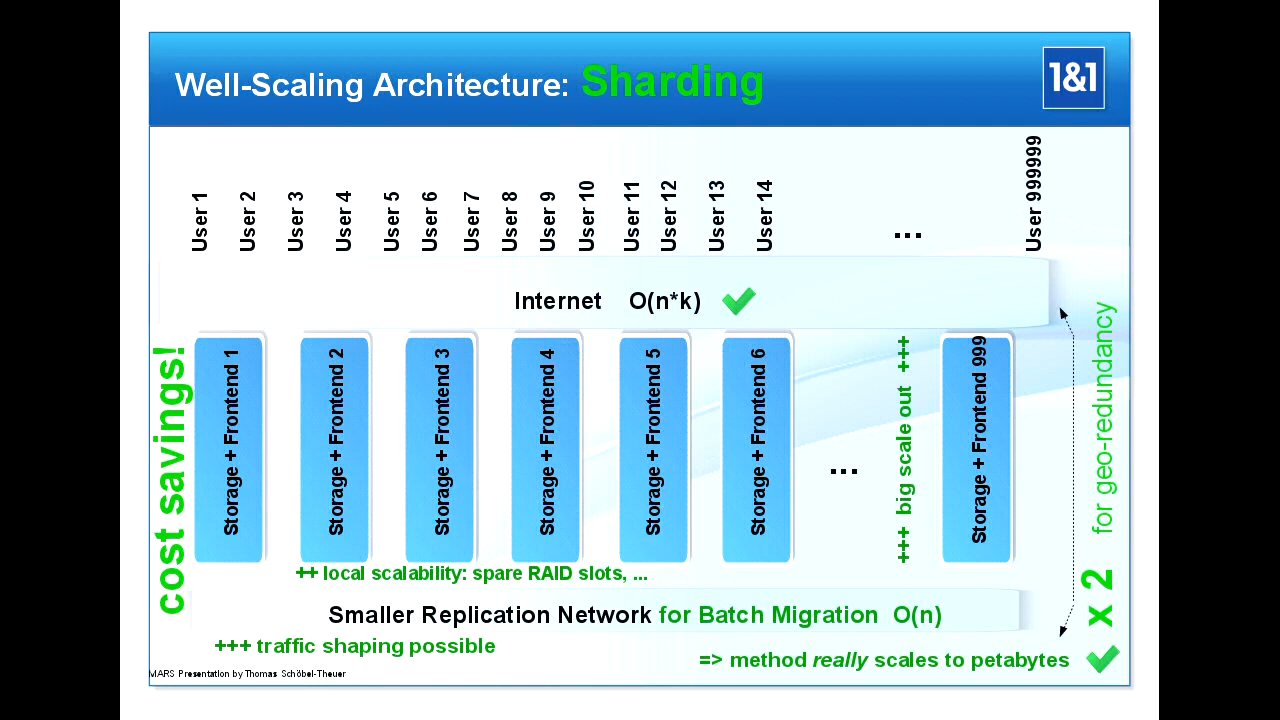 Well-Scaling Architecture: Sharding
1&1
User 1
User 2
User 3
User 4
User 5
User 6
User 7
User 8
User 9
User 10
User 11
User 12
User 13
User 14
...
User 999999
Internet O(n*k)
cost savings!
Storage + Frontend 1
Storage + Frontend 2
Storage + Frontend 3
Storage + Frontend 4
Storage + Frontend 5
Storage + Frontend 6
...
+++ big scale out +++
Storage + Frontend 999
x 2 for geo-redundancy
++ local scalability: spare RAID slots, ...
Smaller Replication Network for Batch Migration O(n)
+++ traffic shaping possible
=> method really scales to petabytes
MARS Presentation by Thomas Schöbel-Theuer